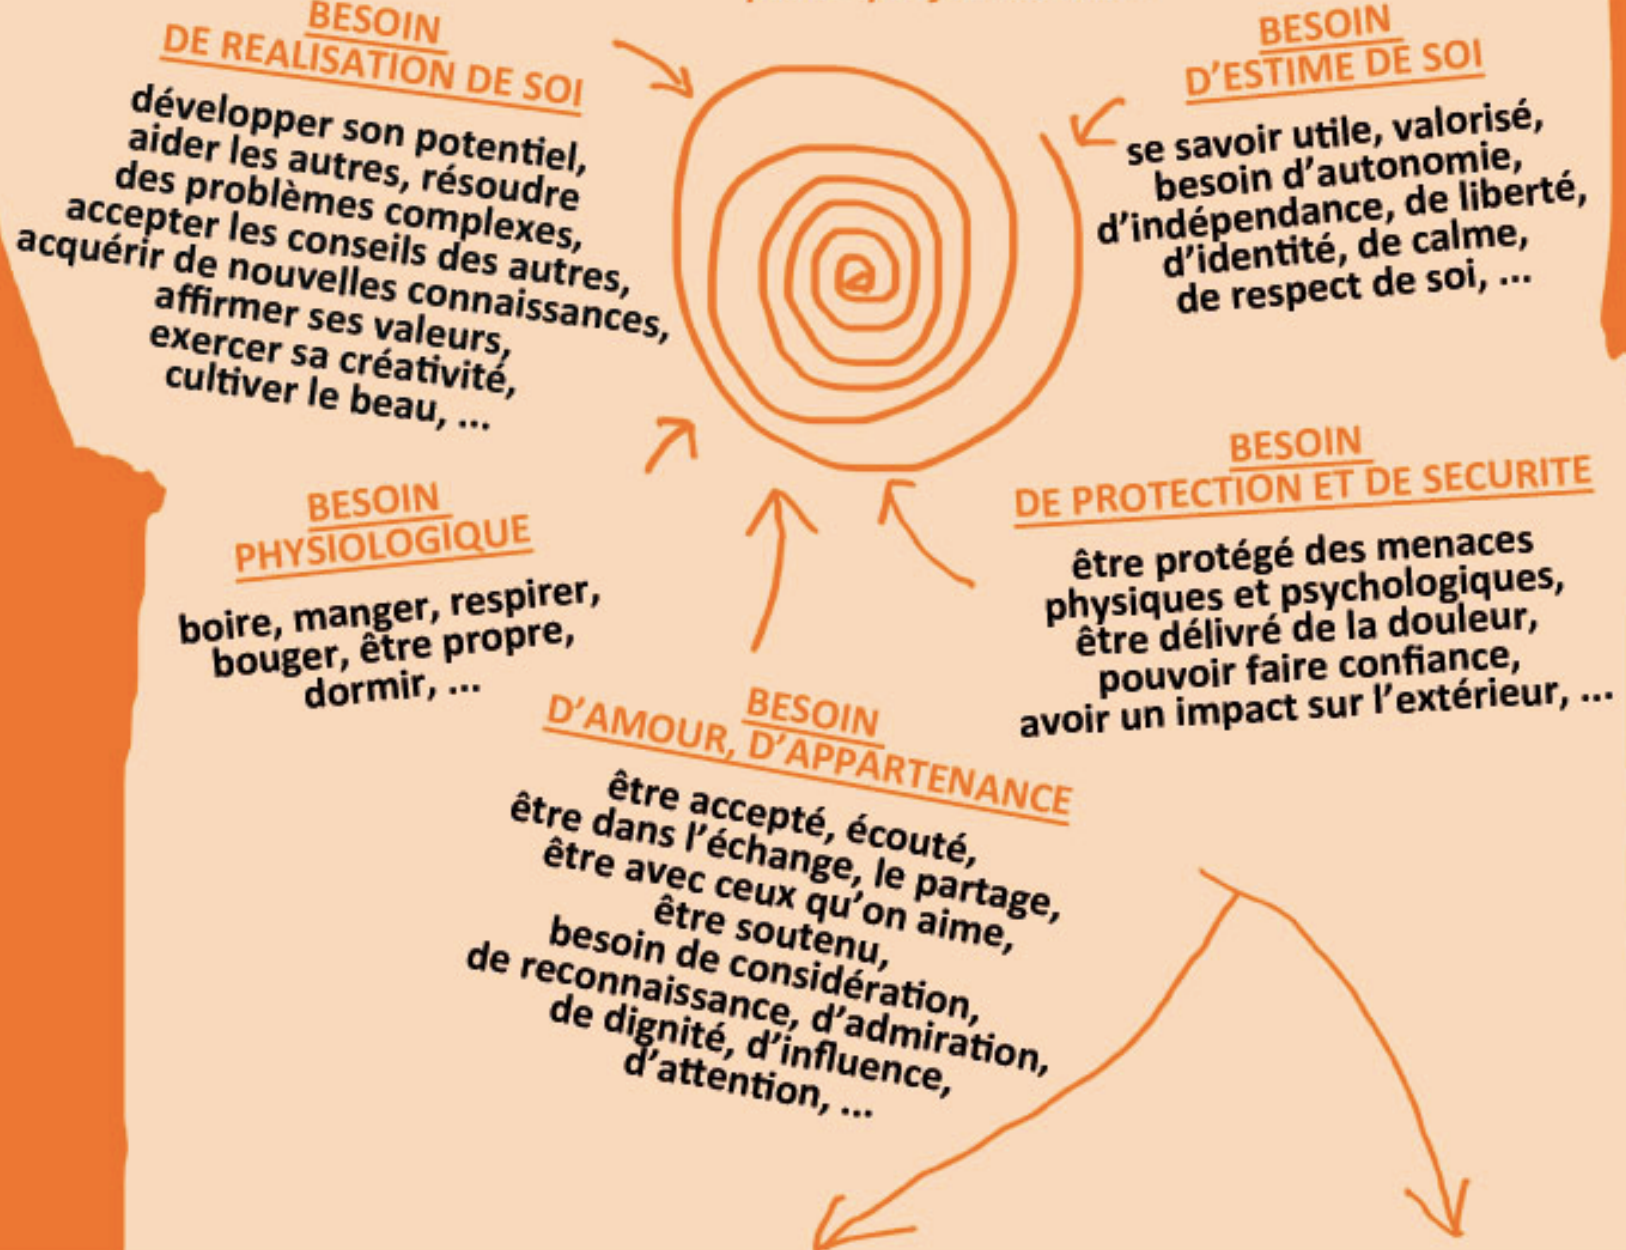 BESOIN
DE REALISATION DE SOI
développer son potentiel,
aider les autres, résoudre
des problèmes complexes,
accepter les conseils des autres,
acquérir de nouvelles connaissances,
affirmer ses valeurs,
exercer sa créativité,
cultiver le beau, ...
BESOIN
D'ESTIME DE SOI
se savoir utile, valorisé,
besoin d'autonomie,
d'indépendance, de liberté,
d'identité, de calme,
de respect de soi, ...
BESOIN
PHYSIOLOGIQUE
boire, manger, respirer,
bouger, être propre,
dormir, ...
BESOIN
DE PROTECTION ET DE SECURITE
être protégé des menaces
physiques et psychologiques,
être délivré de la douleur,
pouvoir faire confiance,
avoir un impact sur l'extérieur, ...
BESOIN
D'AMOUR, D'APPARTENANCE
être accepté, écouté,
être dans l'échange, le partage,
être avec ceux qu'on aime,
être soutenu,
besoin de considération,
de reconnaissance, d'admiration,
de dignité, d'influence,
d'attention, ...